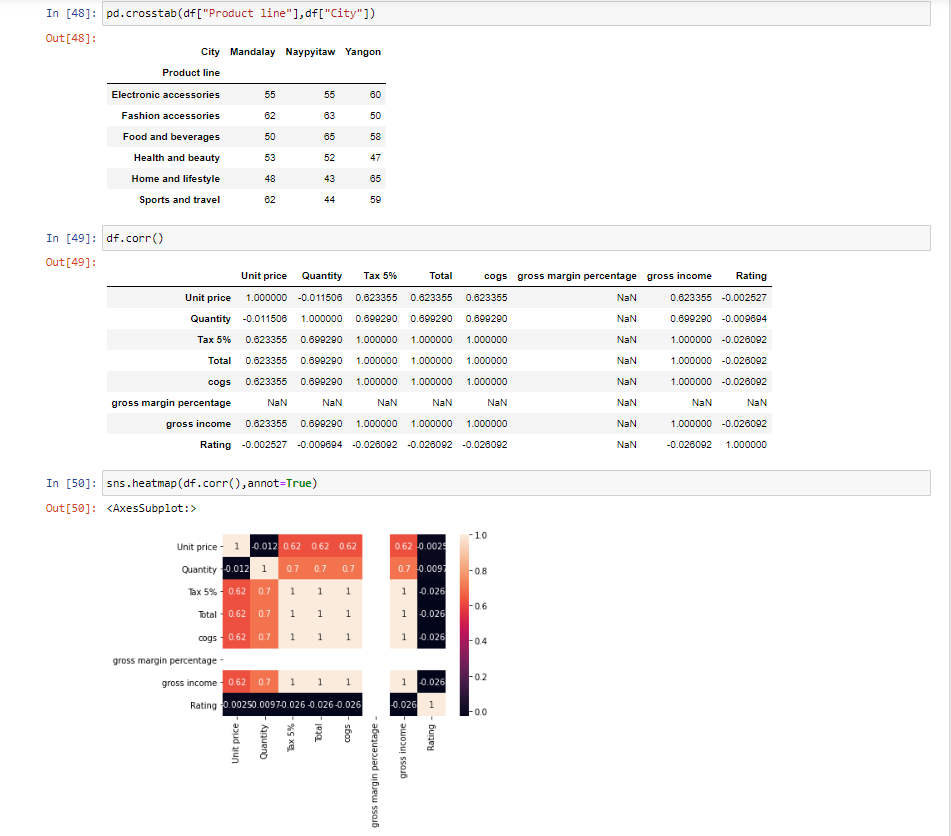 In [48]: pd.crosstab(df["Product line"],df["City"])
Out[48]:
City Mandalay Naypyitaw Yangon
Product line
Electronic accessories 55 55 60
Fashion accessories 62 63 50
Food and beverages 50 65 58
Health and beauty 53 52 47
Home and lifestyle 48 43 65
Sports and travel 62 44 59
In [49]: df.corr()
Out[49]:
Unit price Quantity Tax 5% Total cogs gross margin percentage gross income Rating
Unit price 1.000000 -0.011506 0.623355 0.623355 0.623355 NaN 0.623355 -0.002527
Quantity -0.011506 1.000000 0.699290 0.699290 0.699290 NaN 0.699290 -0.009694
Tax 5% 0.623355 0.699290 1.000000 1.000000 1.000000 NaN 1.000000 -0.026092
Total 0.623355 0.699290 1.000000 1.000000 1.000000 NaN 1.000000 -0.026092
cogs 0.623355 0.699290 1.000000 1.000000 1.000000 NaN 1.000000 -0.026092
gross margin percentage NaN NaN NaN NaN NaN NaN NaN NaN
gross income 0.623355 0.699290 1.000000 1.000000 1.000000 NaN 1.000000 -0.026092
Rating -0.002527 -0.009694 -0.026092 -0.026092 -0.026092 NaN -0.026092 1.000000
In [50]: sns.heatmap(df.corr(),annot=True)
Out[50]: <AxesSubplot:>
Unit price 1 -0.012 0.62 0.62 0.62 0.62 -0.0025
Quantity -0.012 1 0.7 0.7 0.7 0.7 -0.0097
Tax 5% 0.62 0.7 1 1 1 1 -0.026
Total 0.62 0.7 1 1 1 1 -0.026
cogs 0.62 0.7 1 1 1 1 -0.026
gross margin percentage
gross income 0.62 0.7 1 1 1 1 -0.026
Rating -0.0025 -0.0097 -0.026 -0.026 -0.026 -0.026 1
Unit price
Quantity
Tax 5%
Total
cogs
gross margin percentage
gross income
Rating
1.0
0.8
0.6
0.4
0.2
0.0